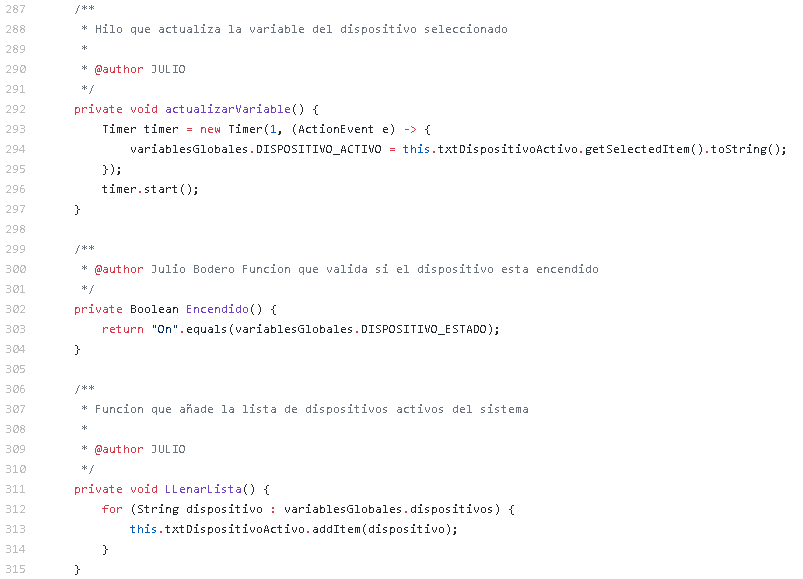 287 /**
288 * Hilo que actualiza la variable del dispositivo seleccionado
289 *
290 * @author JULIO
291 */
292 private void actualizarVariable() {
293 Timer timer = new Timer(1, (ActionEvent e) -> {
294 variablesGlobales.DISPOSITIVO_ACTIVO = this.txtDispositivoActivo.getSelectedItem().toString();
295 });
296 timer.start();
297 }
298
299 /**
300 * @author Julio Bodero Funcion que valida si el dispositivo esta encendido
301 */
302 private Boolean Encendido() {
303 return "On".equals(variablesGlobales.DISPOSITIVO_ESTADO);
304 }
305
306 /**
307 * Funcion que añade la lista de dispositivos activos del sistema
308 *
309 * @author JULIO
310 */
311 private void LLenarLista() {
312 for (String dispositivo : variablesGlobales.dispositivos) {
313 this.txtDispositivoActivo.addItem(dispositivo);
314 }
315 }